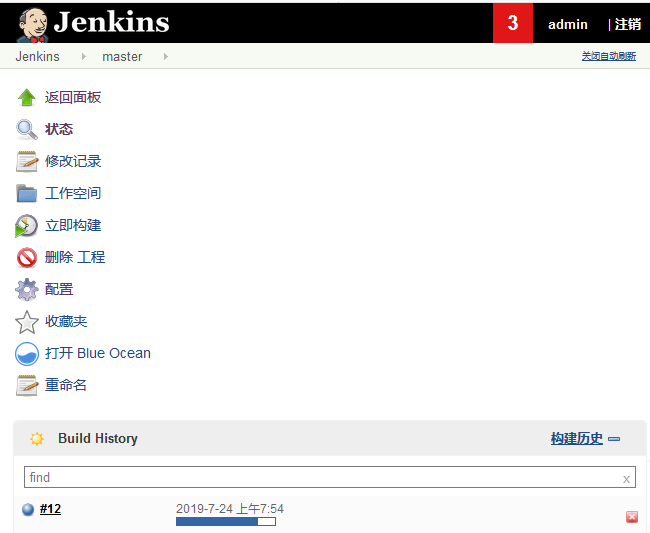 Jenkins 3 admin | 注销
Jenkins master 关闭自动刷新
返回面板
状态
修改记录
工作空间
立即构建
删除 工程
配置
收藏夹
打开 Blue Ocean
重命名
Build History 构建历史
find x
#12 2019-7-24 上午7:54